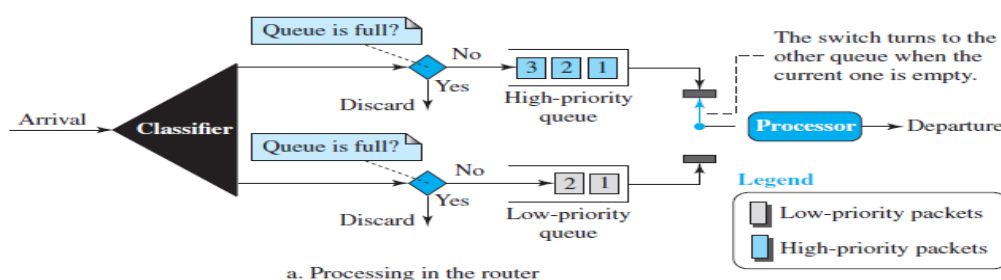 Queue is full?
No
3 2 1
Yes
Discard
High-priority
queue
The switch turns to the
other queue when the
current one is empty.
Arrival
Classifier
Processor
Departure
Queue is full?
No
2 1
Yes
Discard
Low-priority
queue
Legend
Low-priority packets
High-priority packets
a. Processing in the router